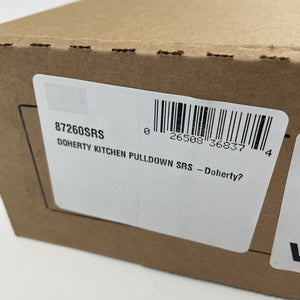 87260SRS
0 26508 36837 4
DOHERTY KITCHEN PULLDOWN SRS –Doherty?